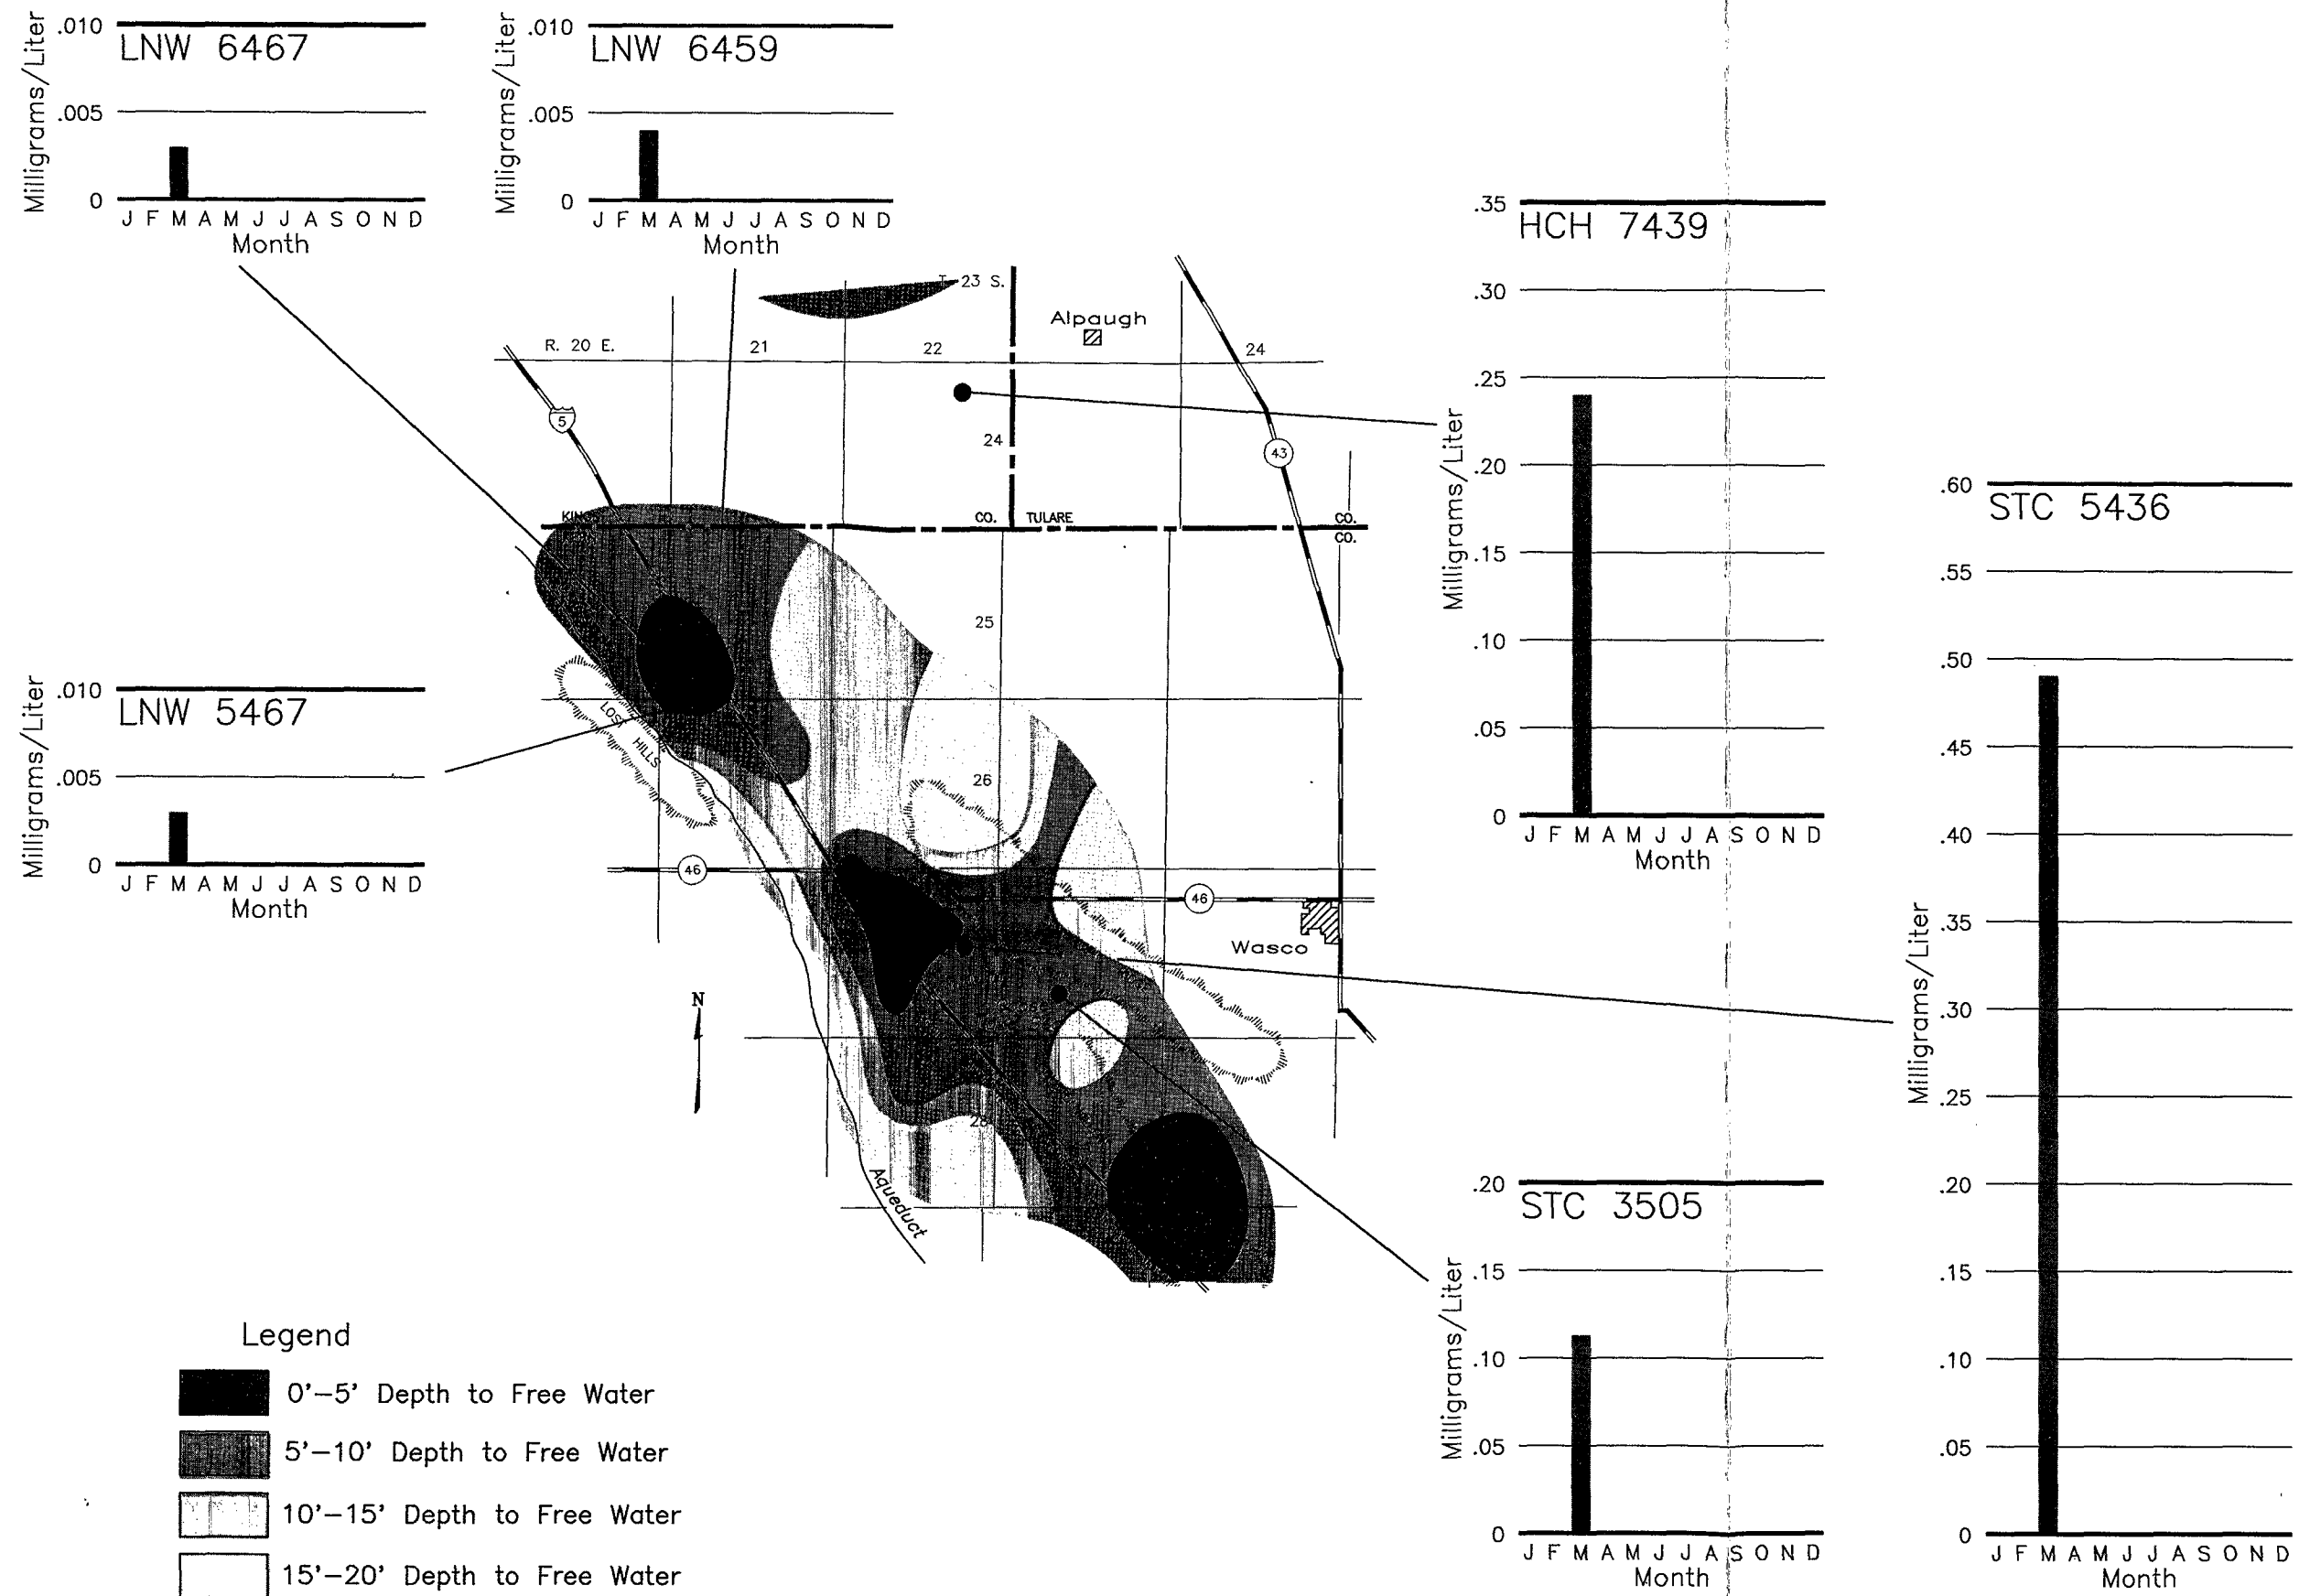 Milligrams/Liter
.010
LNW 6467
.005
0
J F M A M J J A S O N D
Month
Milligrams/Liter
.010
LNW 6459
.005
0
J F M A M J J A S O N D
Month
Milligrams/Liter
.35
HCH 7439
.30
.25
.20
.15
.10
.05
0
J F M A M J J A S O N D
Month
Milligrams/Liter
.60
STC 5436
.55
.50
.45
.40
.35
.30
.25
.20
.15
.10
.05
0
J F M A M J J A S O N D
Month
T. 23 S.
Alpaugh
R. 20 E.
21
22
24
5
24
43
CO. TULARE CO.
CO.
25
LOST HILLS
26
46
46
Wasco
N
28
Aqueduct
Milligrams/Liter
.010
LNW 5467
.005
0
J F M A M J J A S O N D
Month
Milligrams/Liter
.20
STC 3505
.15
.10
.05
0
J F M A M J J A S O N D
Month
Legend
0'-5' Depth to Free Water
5'-10' Depth to Free Water
10'-15' Depth to Free Water
15'-20' Depth to Free Water